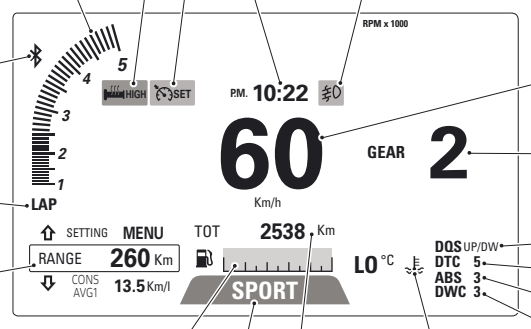 RPM x 1000
5
4
3
2
1
HIGH
SET
P.M. 10:22
60
Km/h
GEAR 2
LAP
SETTING MENU
RANGE 260 Km
CONS AVG1 13.5 Km/l
TOT 2538 Km
LO °C
SPORT
DQS UP/DW
DTC 5
ABS 3
DWC 3